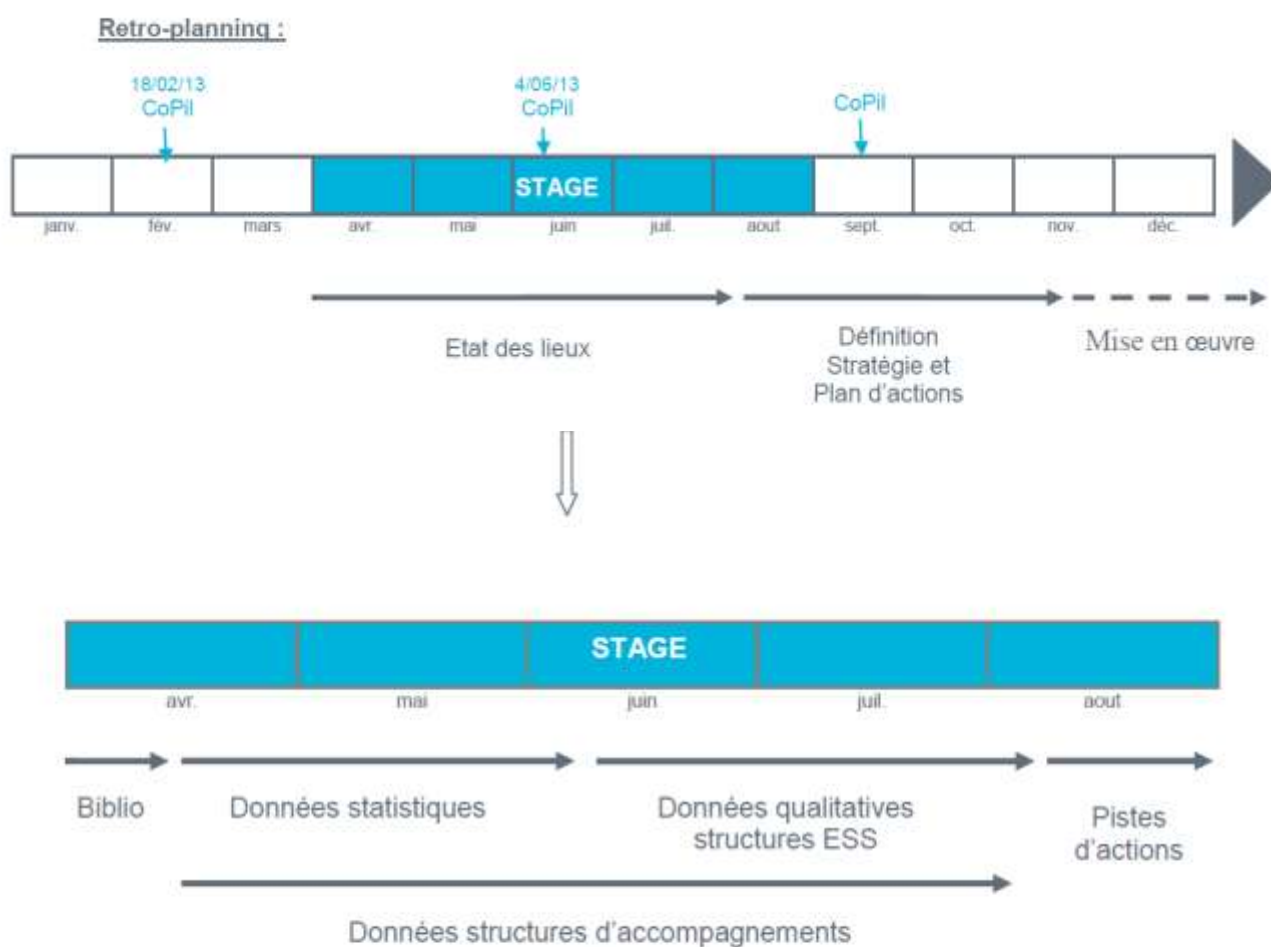 Retro-planning :
18/02/13
CoPil
4/06/13
CoPil
CoPil
STAGE
janv.
fév.
mars
avr.
mai
juin
juil.
aout
sept.
oct.
nov.
déc.
Etat des lieux
Définition
Stratégie et
Plan d'actions
Mise en œuvre
STAGE
avr.
mai
juin
juil.
aout
Biblio
Données statistiques
Données qualitatives
structures ESS
Pistes
d'actions
Données structures d'accompagnements